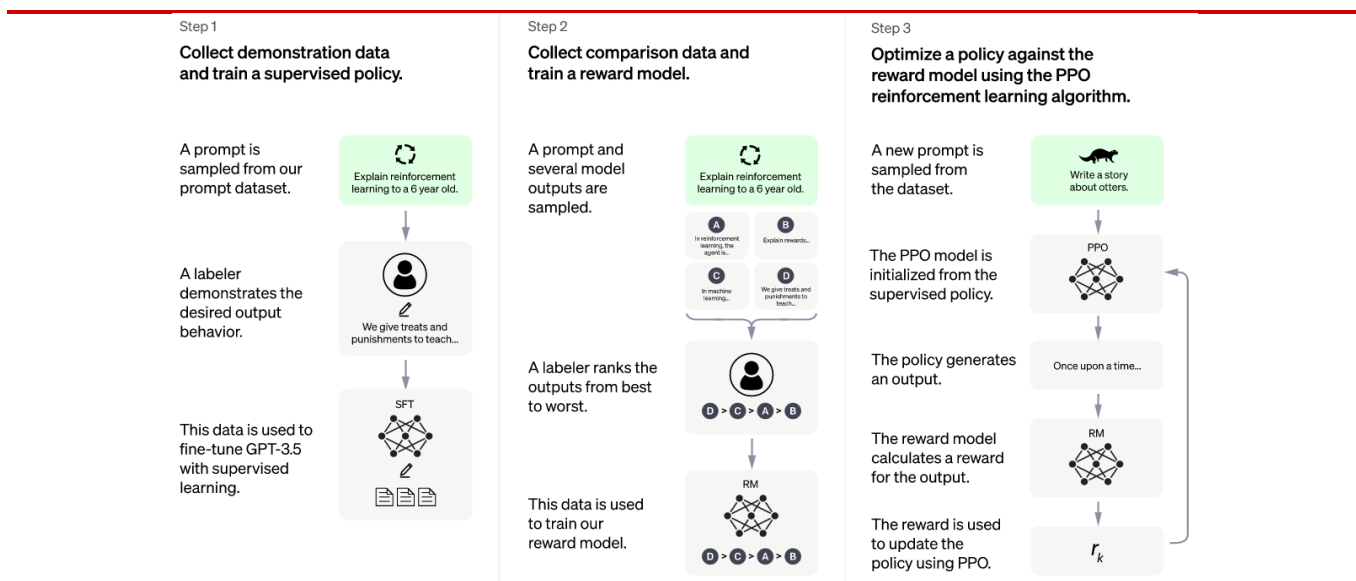 Step 1
Collect demonstration data
and train a supervised policy.
A prompt is
sampled from our
prompt dataset.
Explain reinforcement
learning to a 6 year old.
A labeler
demonstrates the
desired output
behavior.
We give treats and
punishments to teach...
This data is used to
fine-tune GPT-3.5
with supervised
learning.
SFT
Step 2
Collect comparison data and
train a reward model.
A prompt and
several model
outputs are
sampled.
Explain reinforcement
learning to a 6 year old.
A
In reinforcement
learning, the
agent is...
B
Explain rewards...
C
In machine
learning...
D
We give treats and
punishments to
teach...
A labeler ranks the
outputs from best
to worst.
D > C > A > B
This data is used
to train our
reward model.
RM
D > C > A > B
Step 3
Optimize a policy against the
reward model using the PPO
reinforcement learning algorithm.
A new prompt is
sampled from
the dataset.
Write a story
about otters.
The PPO model is
initialized from the
supervised policy.
PPO
The policy generates
an output.
Once upon a time...
The reward model
calculates a reward
for the output.
RM
The reward is used
to update the
policy using PPO.
rₖ